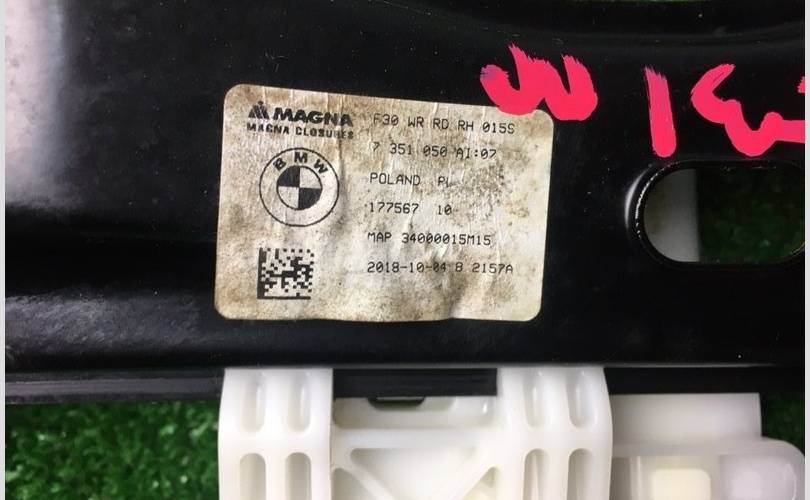 MAGNA
MAGNA CLOSURES
BMW
F30 WR RD RH 015S
7 351 050 AI:07
POLAND PL
177567 10
MAP 34000015M15
2018-10-04 8 2157A